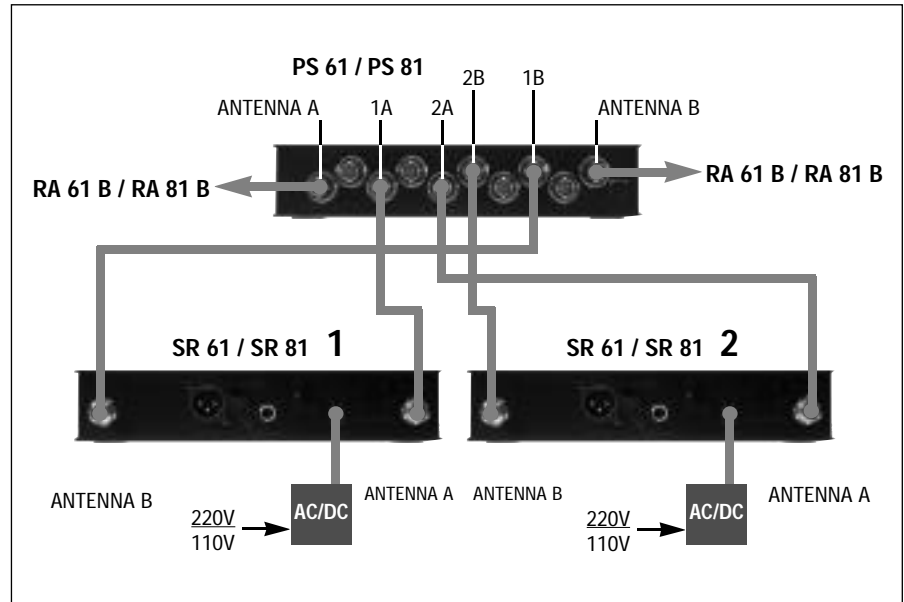 PS 61 / PS 81
2B 1B
ANTENNA A 1A 2A ANTENNA B
RA 61 B / RA 81 B RA 61 B / RA 81 B
SR 61 / SR 81 1 SR 61 / SR 81 2
ANTENNA B ANTENNA A ANTENNA B ANTENNA A
AC/DC AC/DC
220V 220V
110V 110V